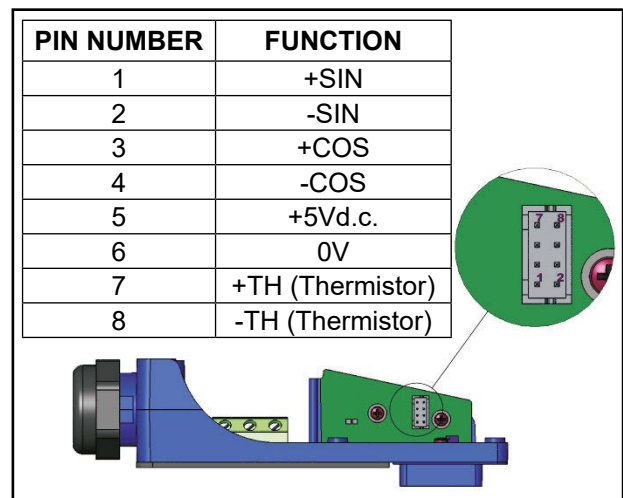 PIN NUMBER FUNCTION
1 +SIN
2 -SIN
3 +COS
4 -COS
5 +5Vd.c.
6 0V
7 +TH (Thermistor)
8 -TH (Thermistor)
7 8
1 2